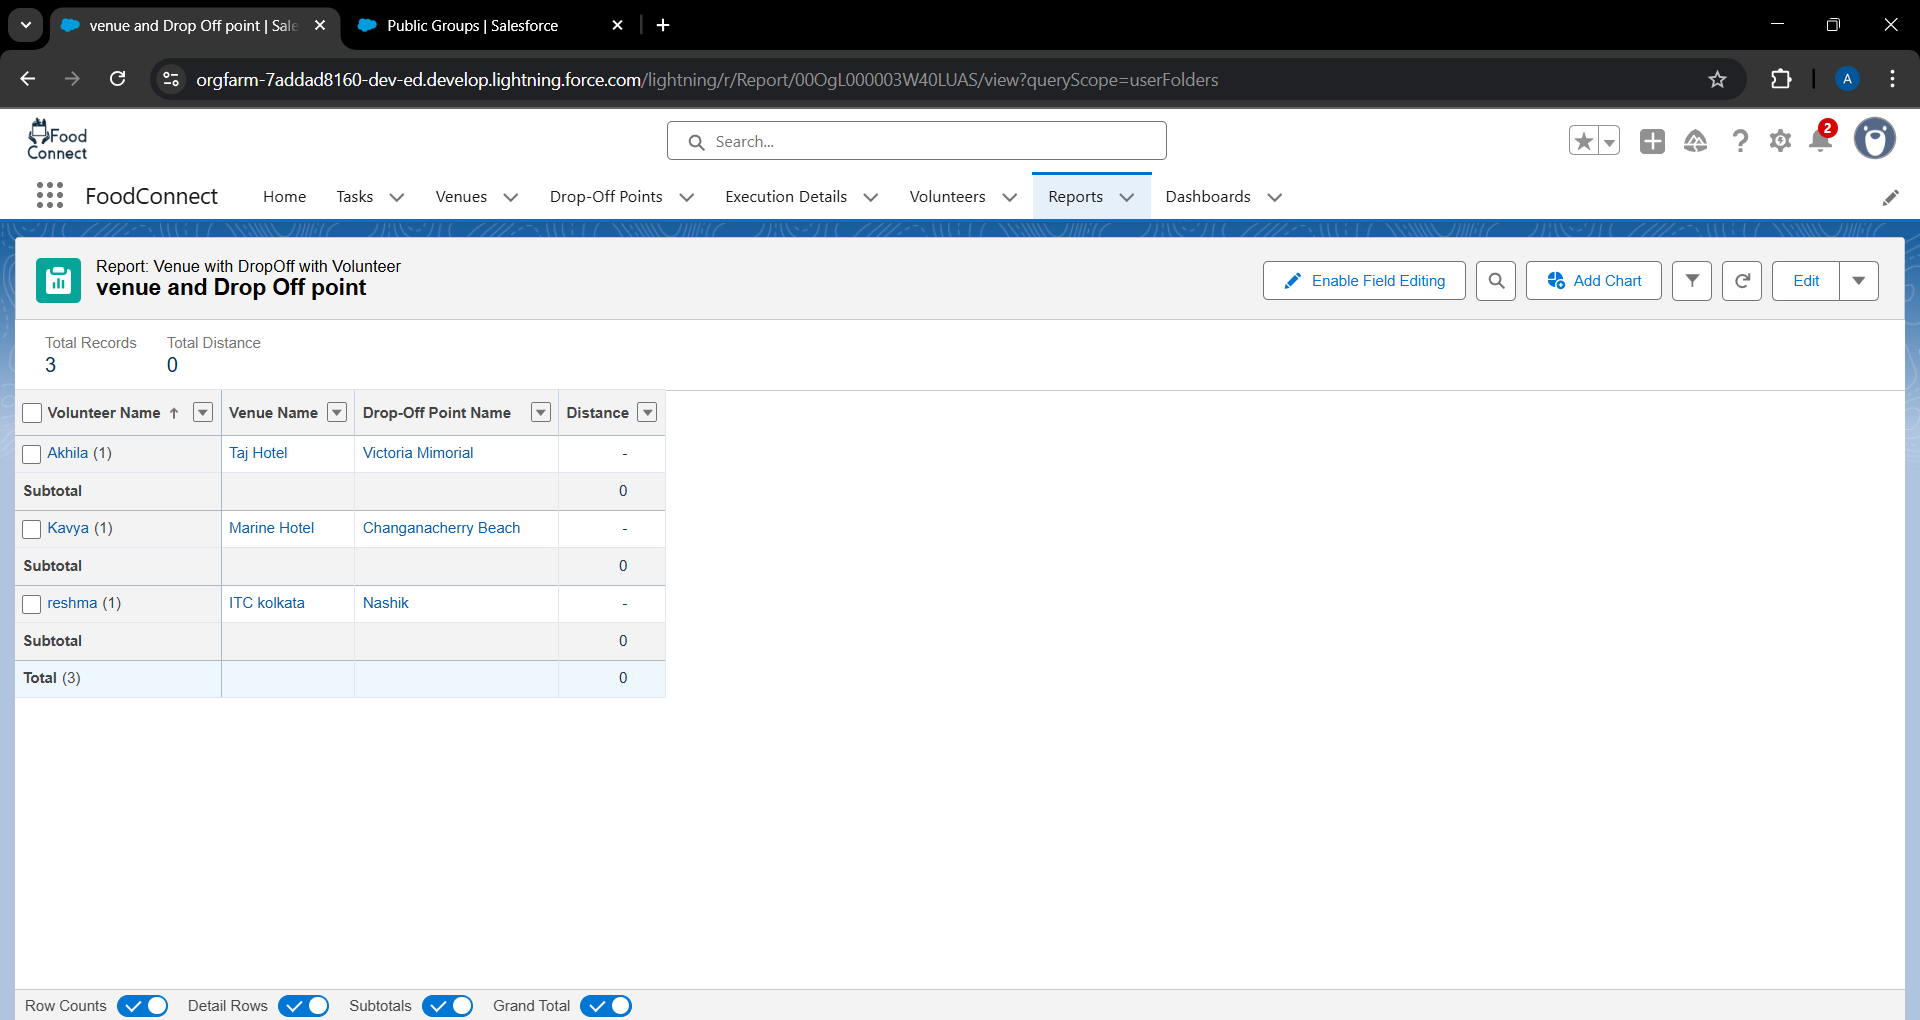 venue and Drop Off point | Sale
Public Groups | Salesforce
orgfarm-7addad8160-dev-ed.develop.lightning.force.com/lightning/r/Report/00OgL000003W40LUAS/view?queryScope=userFolders
A
Food
Connect
Search...
2
FoodConnect Home Tasks Venues Drop-Off Points Execution Details Volunteers Reports Dashboards
Report: Venue with DropOff with Volunteer
venue and Drop Off point
Enable Field Editing Add Chart Edit
Total Records Total Distance
3 0
Volunteer Name Venue Name Drop-Off Point Name Distance
Akhila (1) Taj Hotel Victoria Mimorial -
Subtotal 0
Kavya (1) Marine Hotel Changanacherry Beach -
Subtotal 0
reshma (1) ITC kolkata Nashik -
Subtotal 0
Total (3) 0
Row Counts Detail Rows Subtotals Grand Total